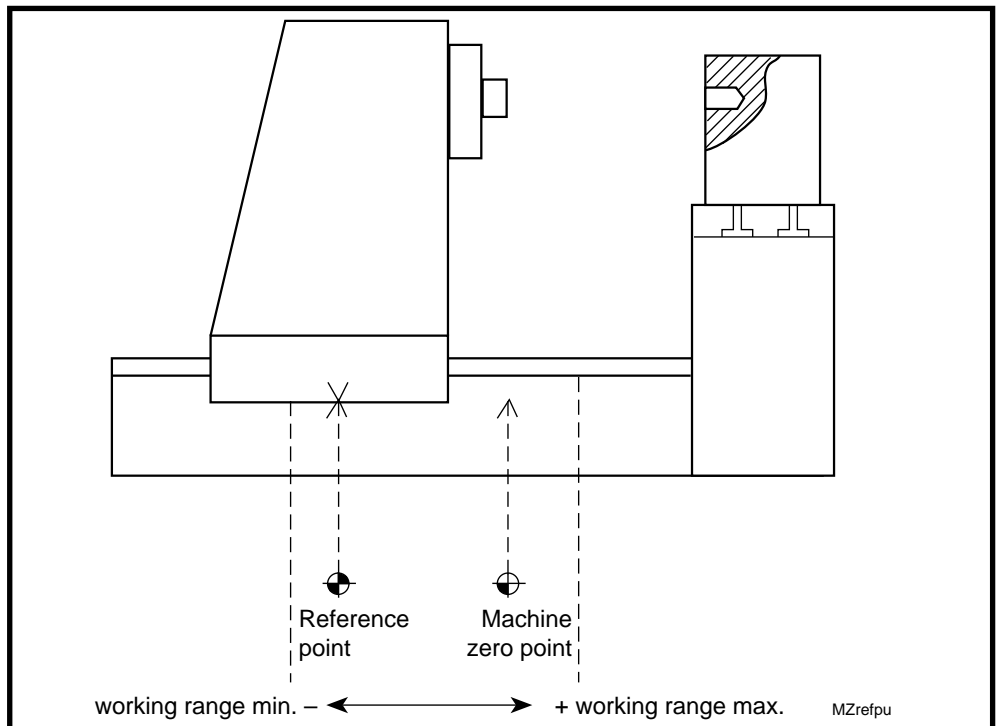 Reference
point
Machine
zero point
working range min. –
+ working range max.
MZrefpu